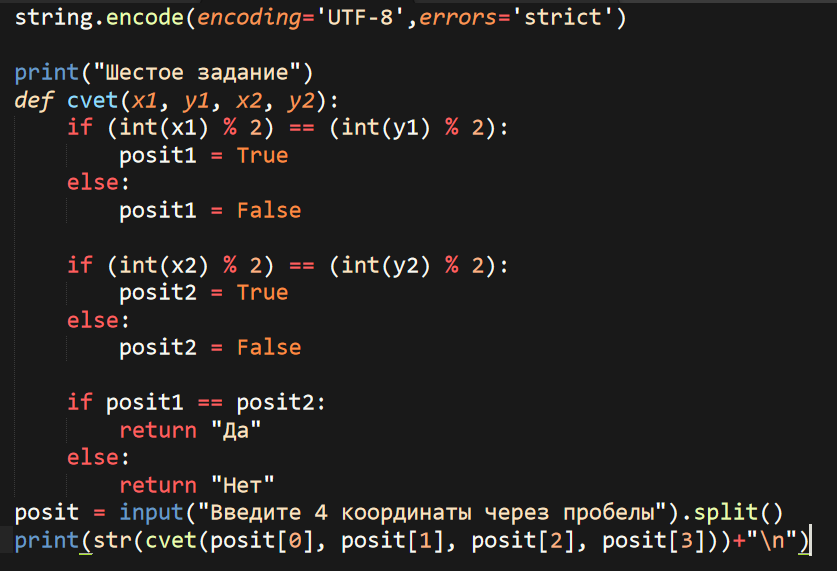 string.encode(encoding='UTF-8',errors='strict')
print("Шестое задание")
def cvet(x1, y1, x2, y2):
    if (int(x1) % 2) == (int(y1) % 2):
        posit1 = True
    else:
        posit1 = False
    if (int(x2) % 2) == (int(y2) % 2):
        posit2 = True
    else:
        posit2 = False
    if posit1 == posit2:
        return "Да"
    else:
        return "Нет"
posit = input("Введите 4 координаты через пробелы").split()
print(str(cvet(posit[0], posit[1], posit[2], posit[3]))+"\n")